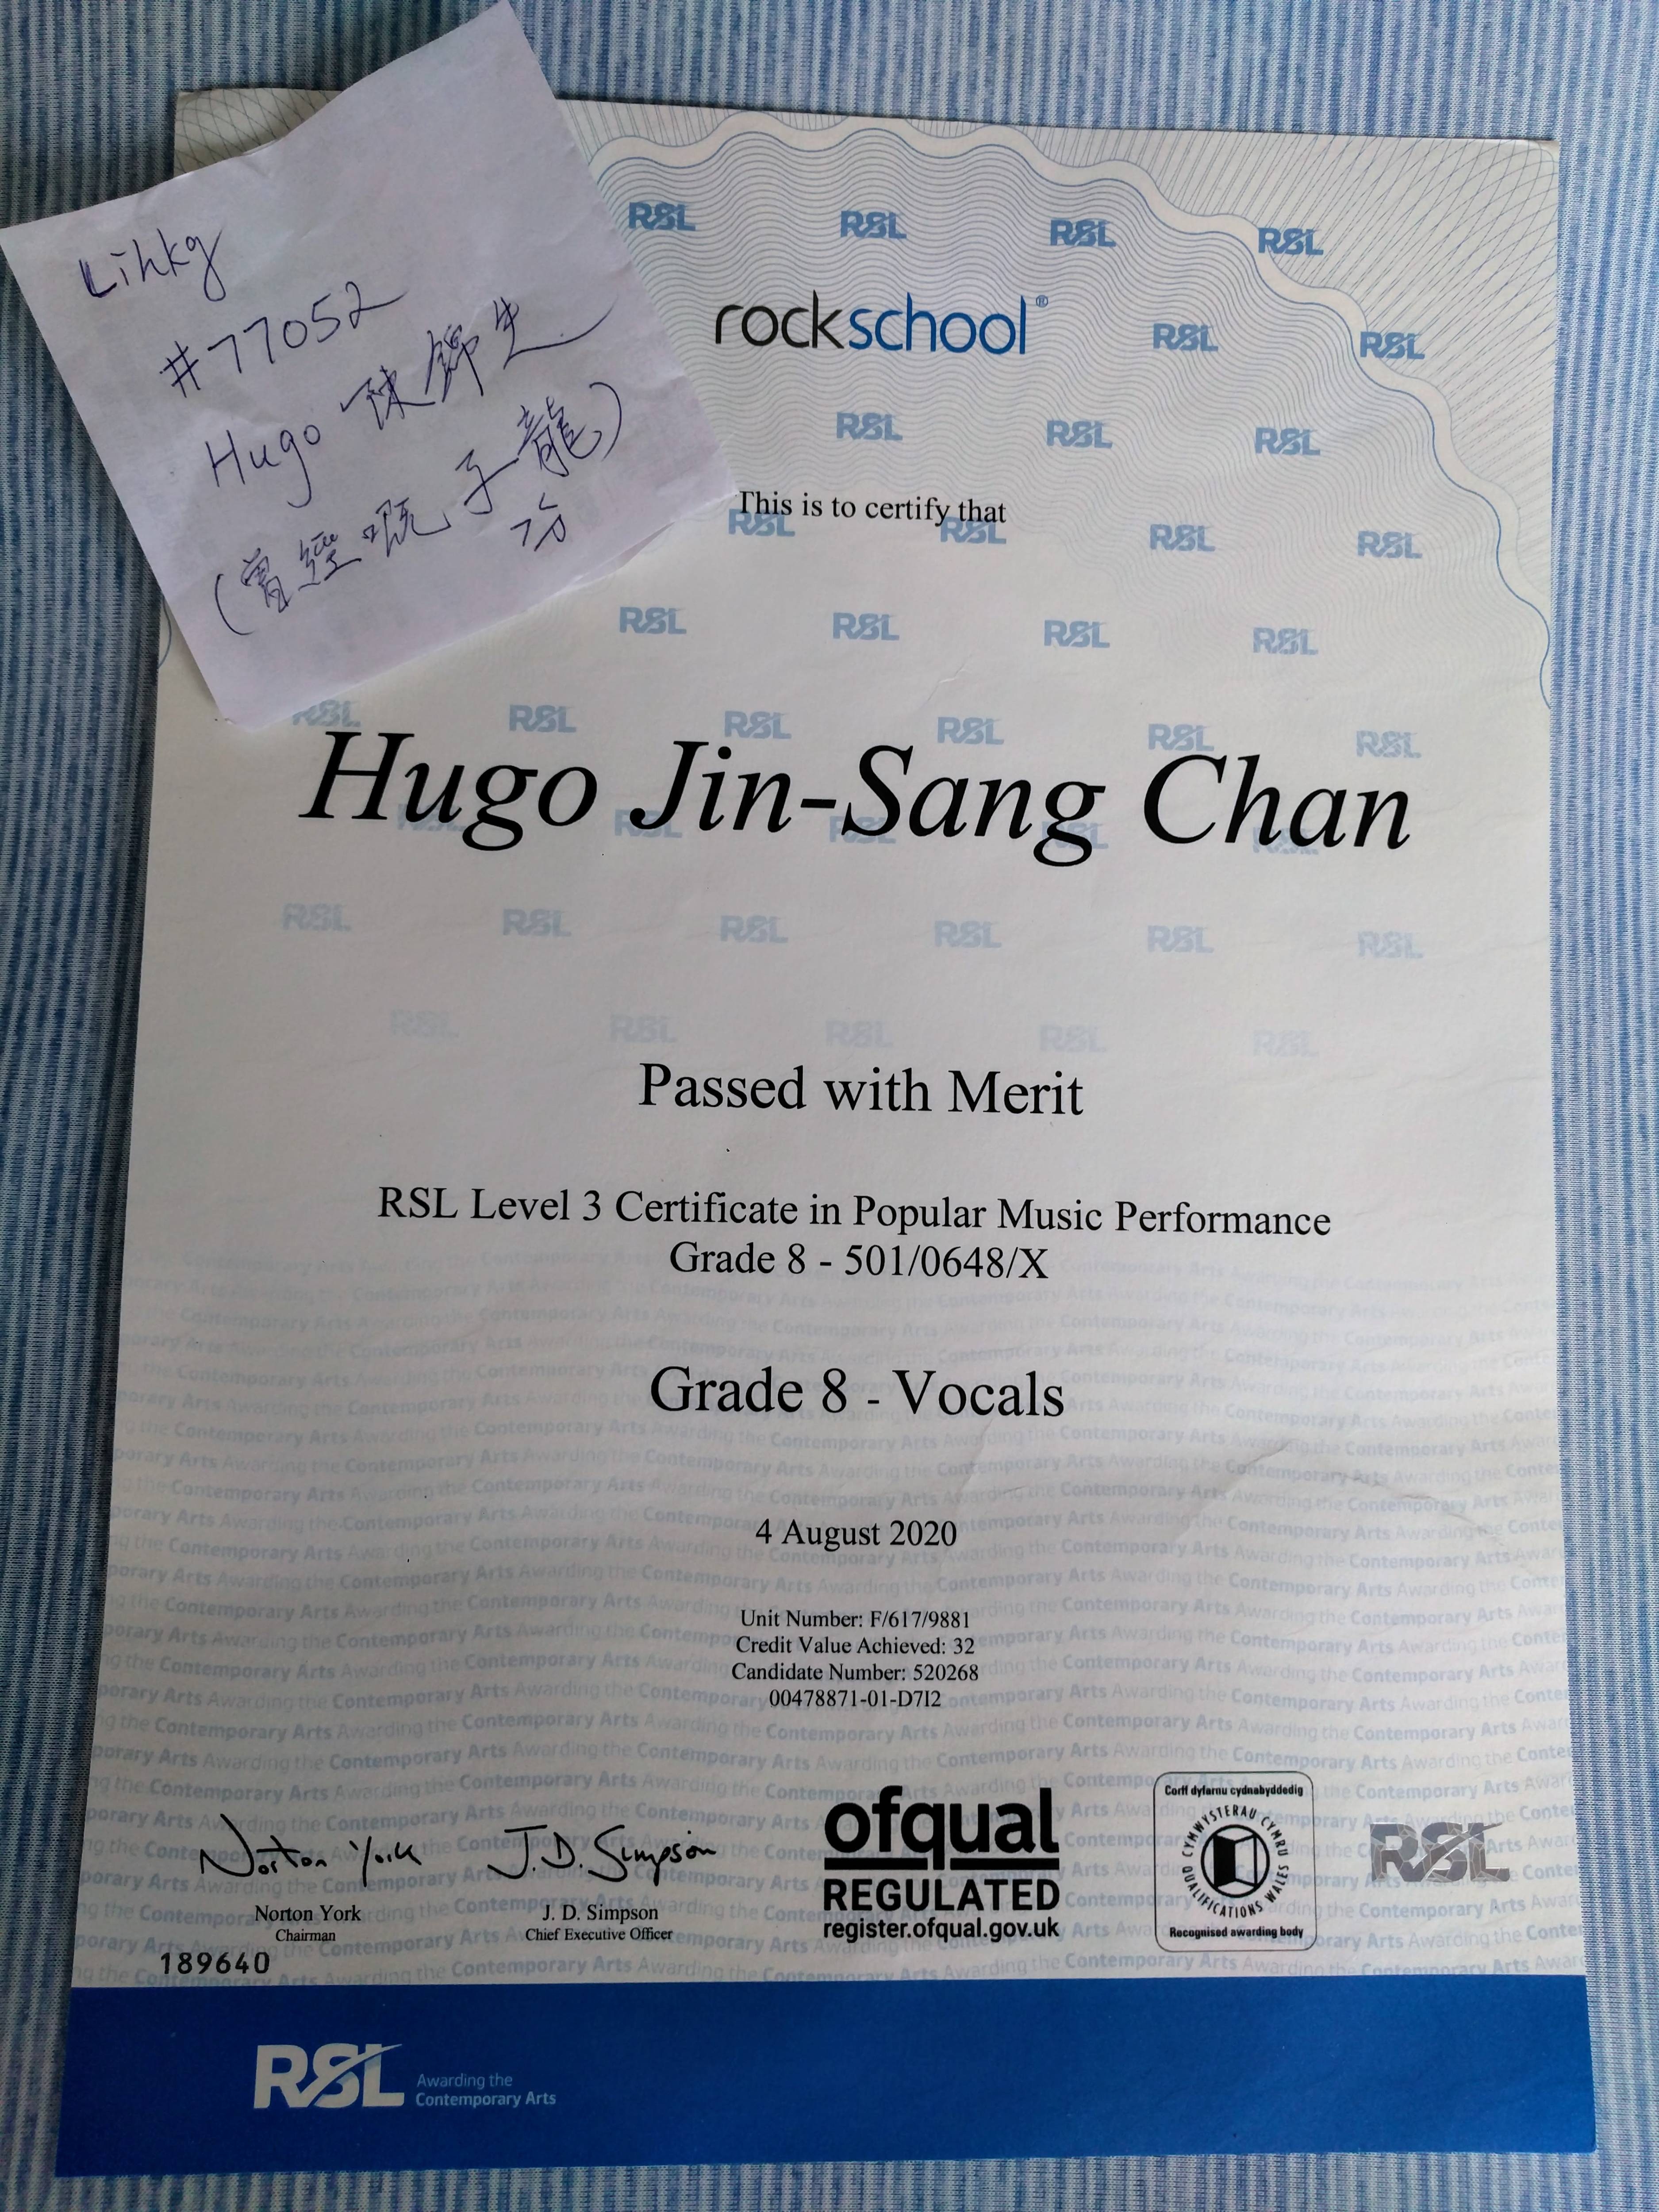 Lihkg
#77052
Hugo 陳錦生
(曾經嘅 子龍)
RSL RSL RSL RSL
rockschool®
RSL RSL
RSL RSL RSL
This is to certify that
RSL RSL RSL RSL
RSL RSL RSL RSL
RSL RSL RSL RSL RSL RSL
Hugo Jin-Sang Chan
RSL RSL RSL RSL RSL RSL
RSL RSL RSL RSL RSL
Passed with Merit
RSL Level 3 Certificate in Popular Music Performance
Grade 8 - 501/0648/X
Grade 8 - Vocals
4 August 2020
Unit Number: F/617/9881
Credit Value Achieved: 32
Candidate Number: 520268
00478871-01-D7I2
Norton York
J.D.Simpson
Norton York
Chairman
J. D. Simpson
Chief Executive Officer
189640
ofqual
REGULATED
register.ofqual.gov.uk
Corff dyfarnu cydnabyddedig
CYMWYSTERAU CYMRU
QUALIFICATIONS WALES
Recognised awarding body
RSL
RSL
Awarding the
Contemporary Arts